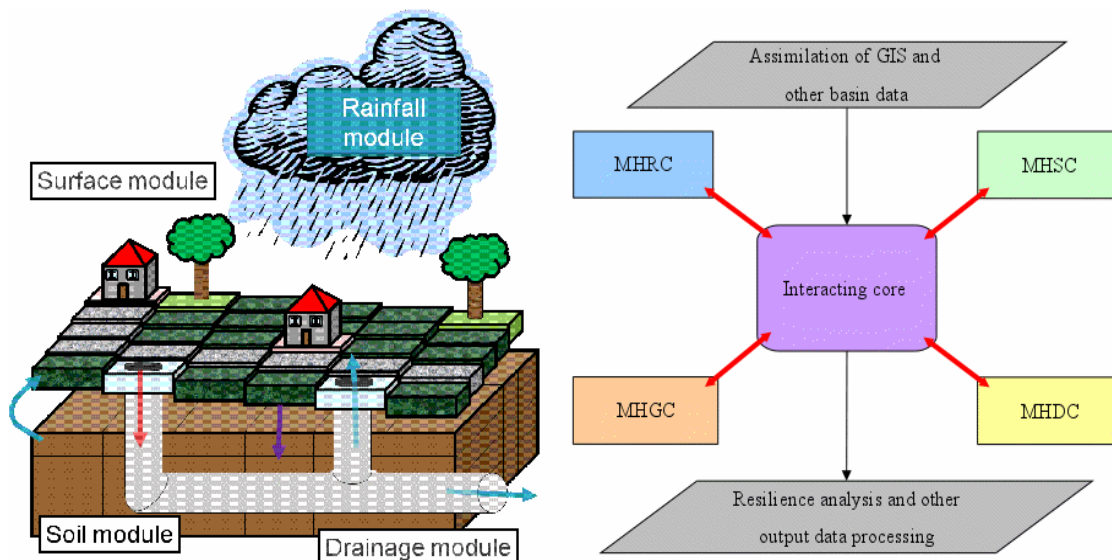 Rainfall
module
Surface module
Soil module
Drainage module
Assimilation of GIS and
other basin data
MHRC
MHSC
Interacting core
MHGC
MHDC
Resilience analysis and other
output data processing